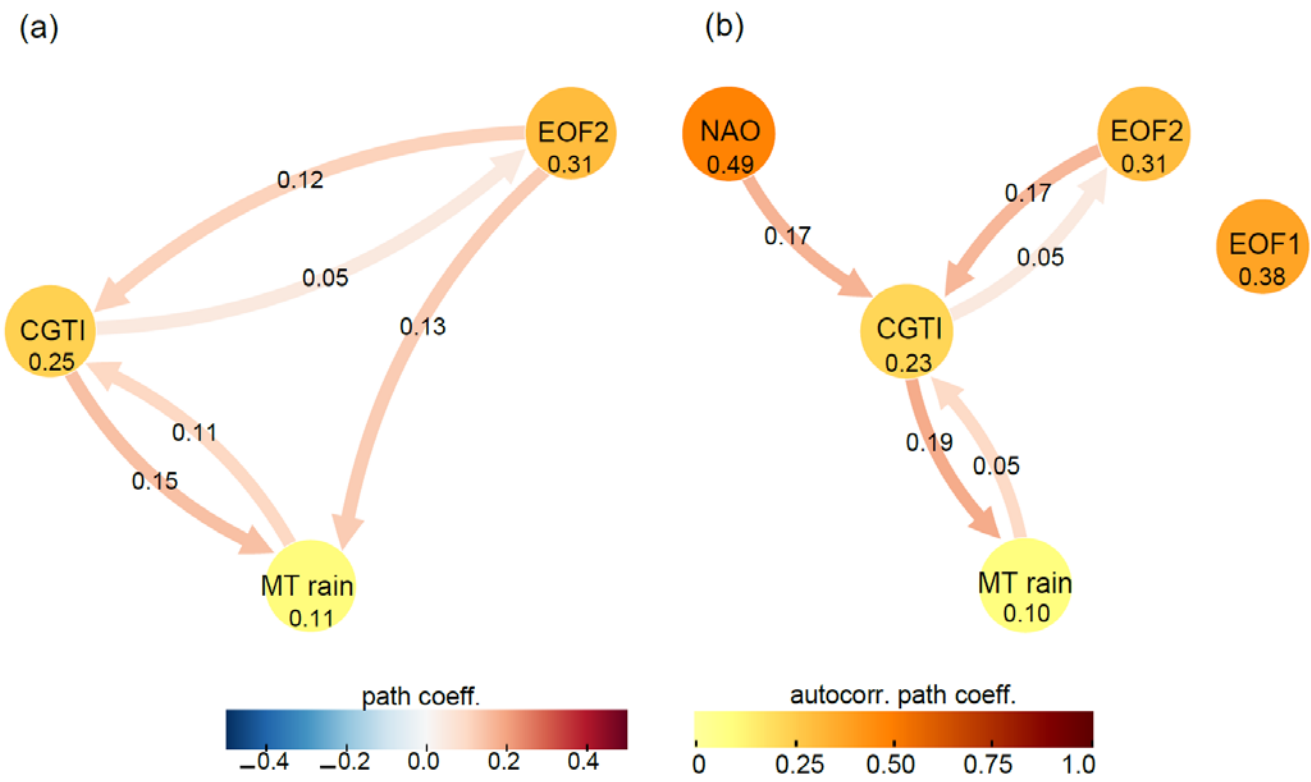 (a)
(b)
EOF2
0.31
0.12
0.05
0.13
CGTI
0.25
0.11
0.15
MT rain
0.11
NAO
0.49
EOF2
0.31
0.17
0.17
0.05
EOF1
0.38
CGTI
0.23
0.19
0.05
MT rain
0.10
path coeff.
−0.4 −0.2 0.0 0.2 0.4
autocorr. path coeff.
0 0.25 0.50 0.75 1.0